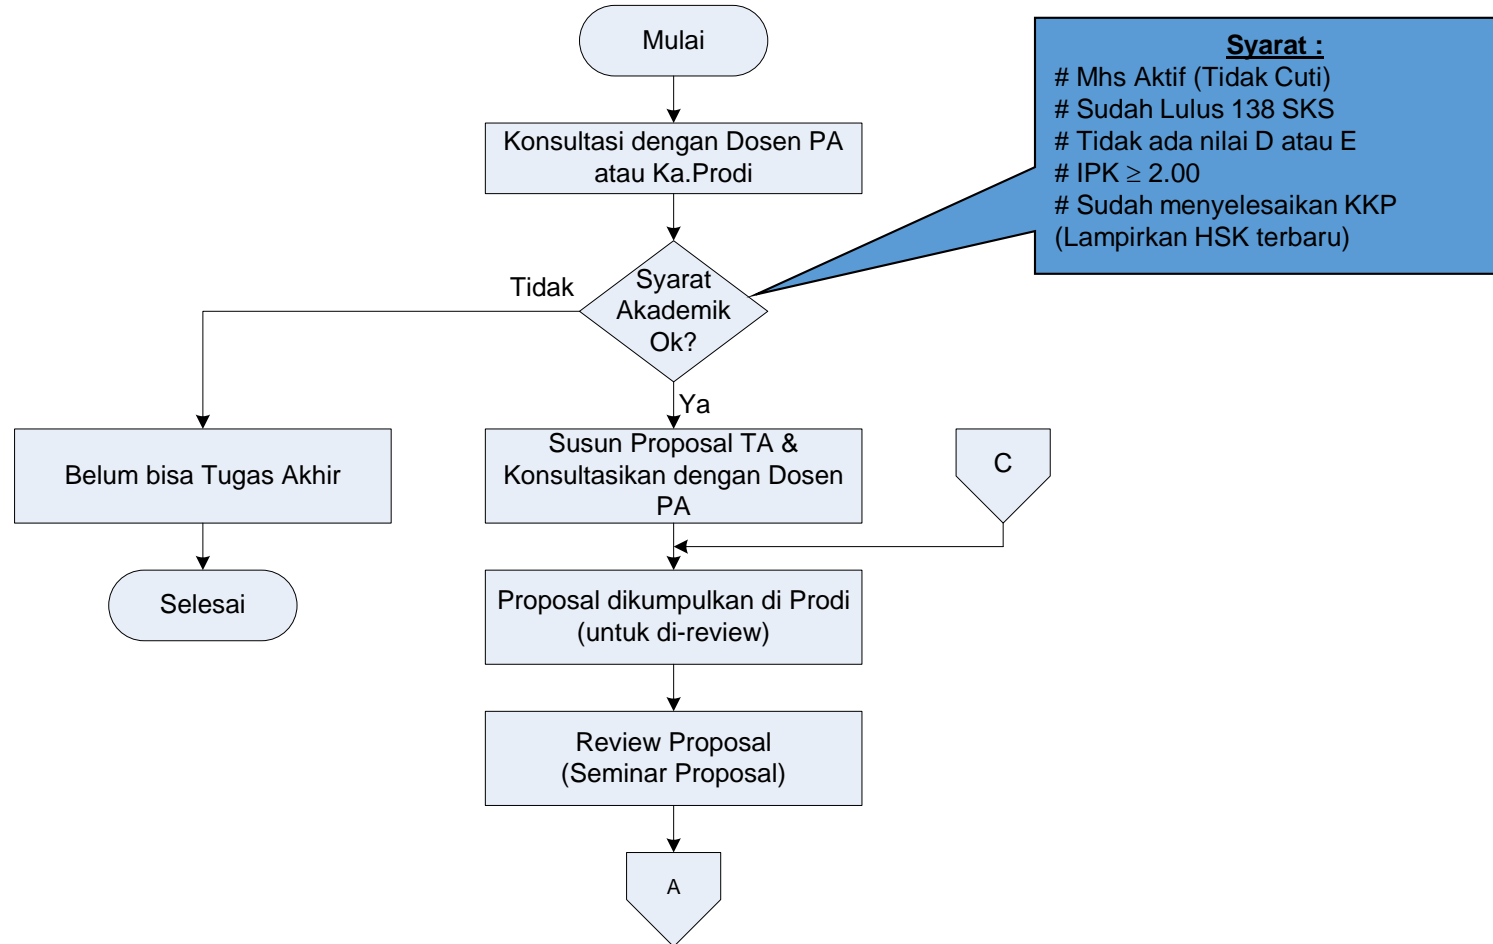 Mulai
Syarat :
# Mhs Aktif (Tidak Cuti)
# Sudah Lulus 138 SKS
# Tidak ada nilai D atau E
# IPK ≥ 2.00
# Sudah menyelesaikan KKP
(Lampirkan HSK terbaru)
Konsultasi dengan Dosen PA
atau Ka.Prodi
Syarat
Akademik
Ok?
Tidak
Ya
Belum bisa Tugas Akhir
Selesai
Susun Proposal TA &
Konsultasikan dengan Dosen
PA
C
Proposal dikumpulkan di Prodi
(untuk di-review)
Review Proposal
(Seminar Proposal)
A